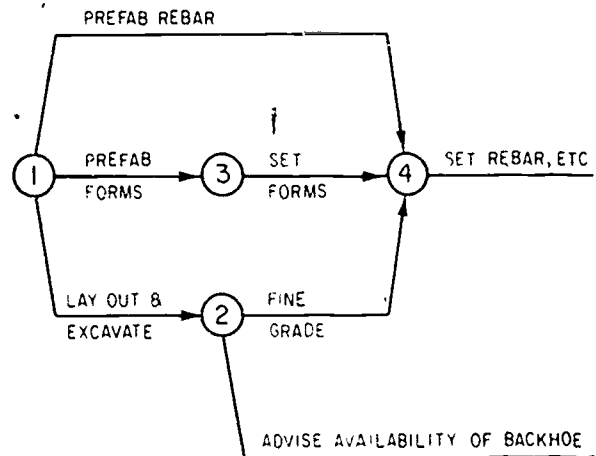 PREFAB REBAR
PREFAB
FORMS
SET
FORMS
SET REBAR, ETC
1
3
4
LAY OUT &
EXCAVATE
2
FINE
GRADE
ADVISE AVAILABILITY OF BACKHOE